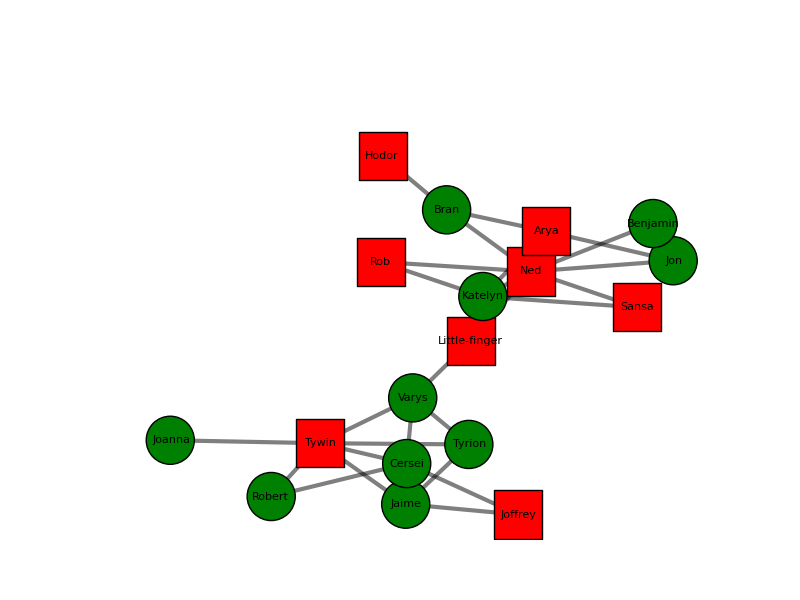 Hodor
Bran
Benjamin
Arya
Jon
Rob
Ned
Katelyn
Sansa
Little-finger
Varys
Joanna
Tywin
Tyrion
Cersei
Robert
Jaime
Joffrey